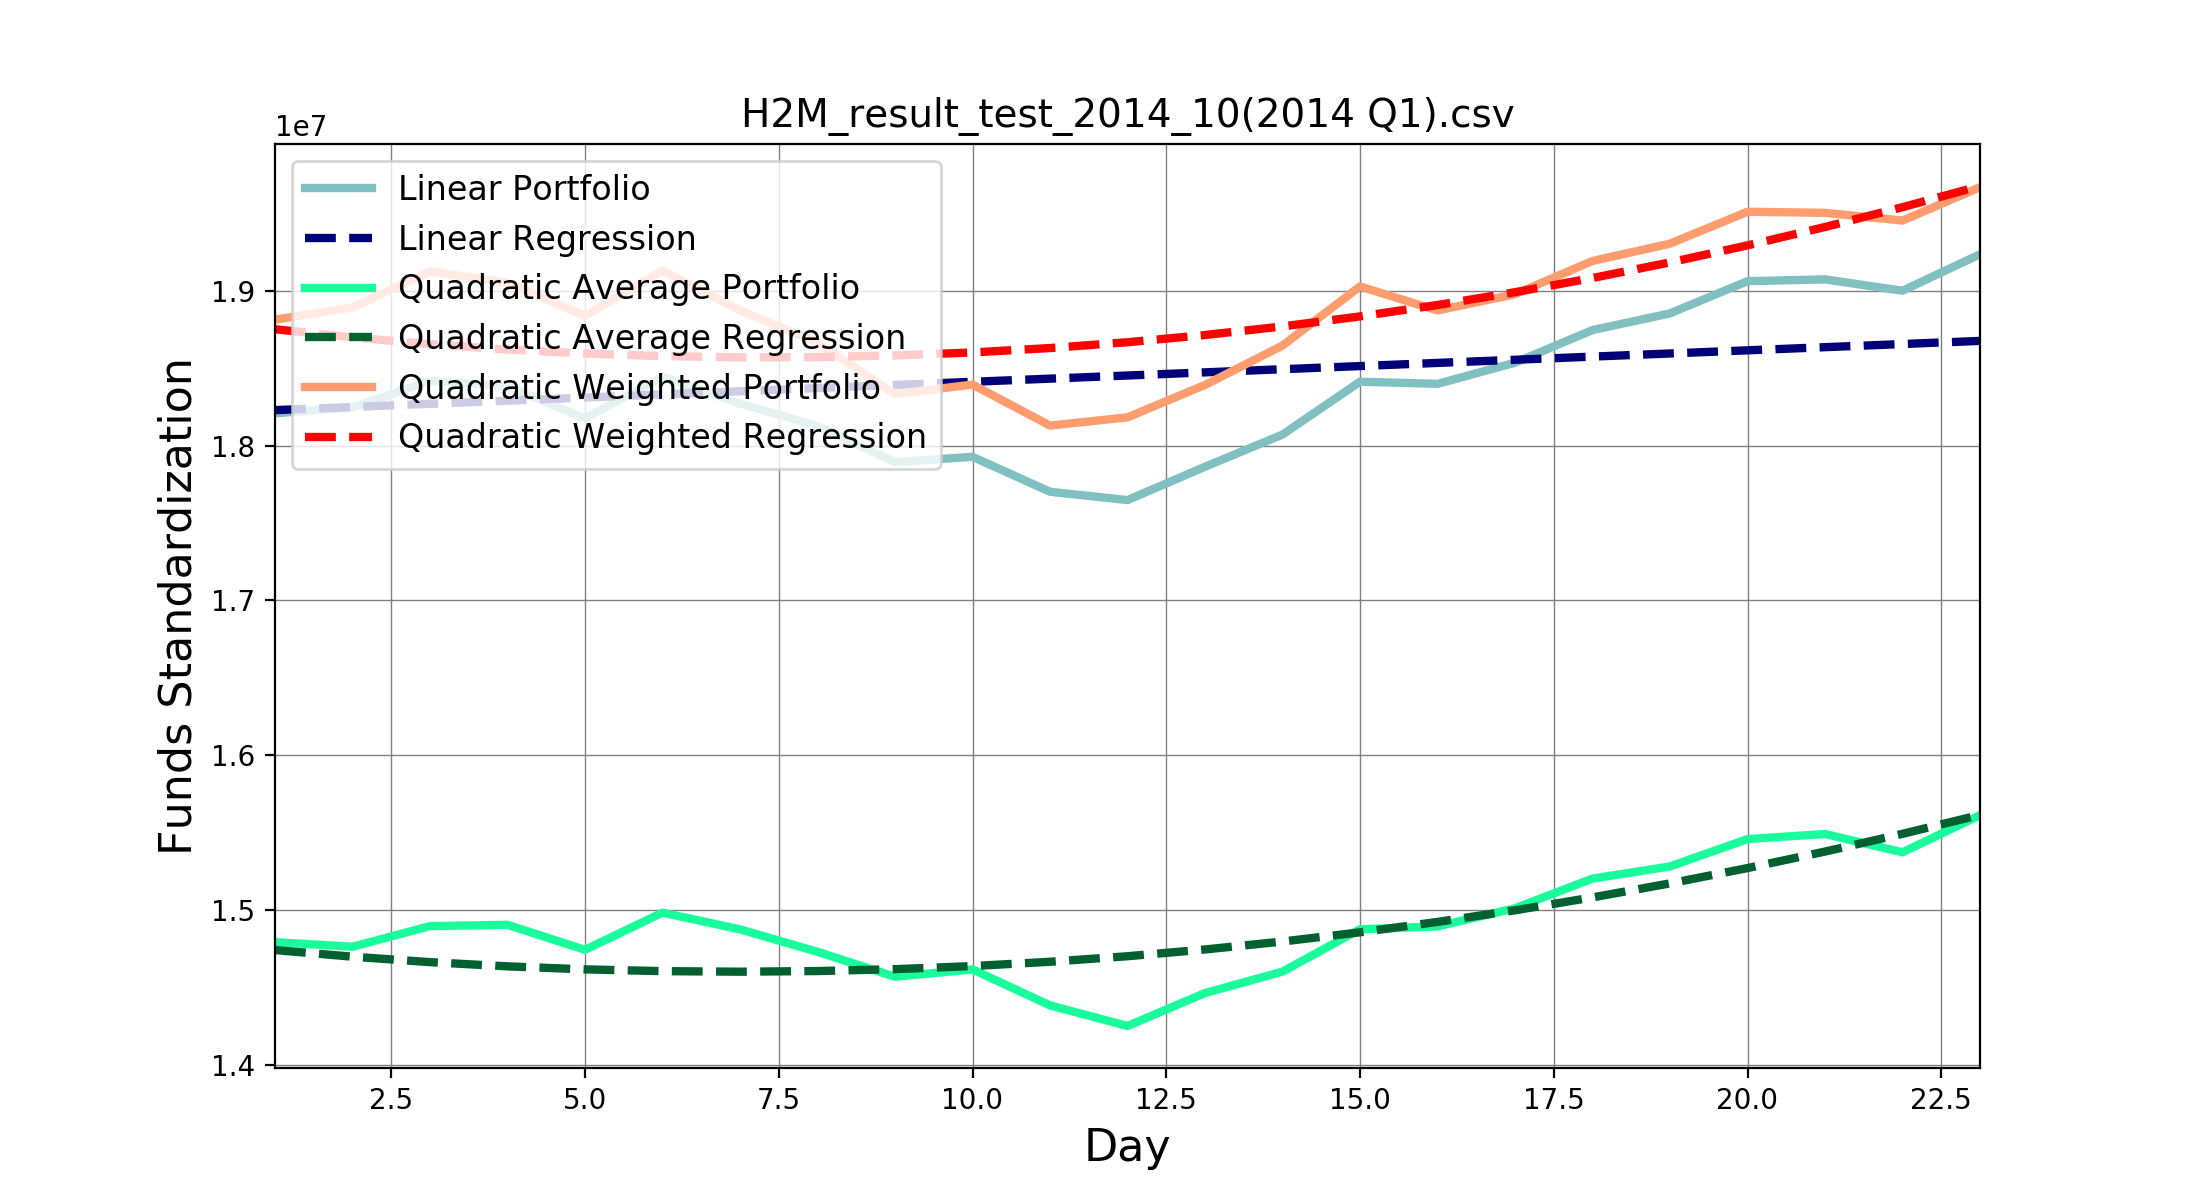 H2M_result_test_2014_10(2014 Q1).csv
1e7
Linear Portfolio
Linear Regression
Quadratic Average Portfolio
Quadratic Average Regression
Quadratic Weighted Portfolio
Quadratic Weighted Regression
1.9
1.8
1.7
1.6
1.5
1.4
Funds Standardization
2.5 5.0 7.5 10.0 12.5 15.0 17.5 20.0 22.5
Day